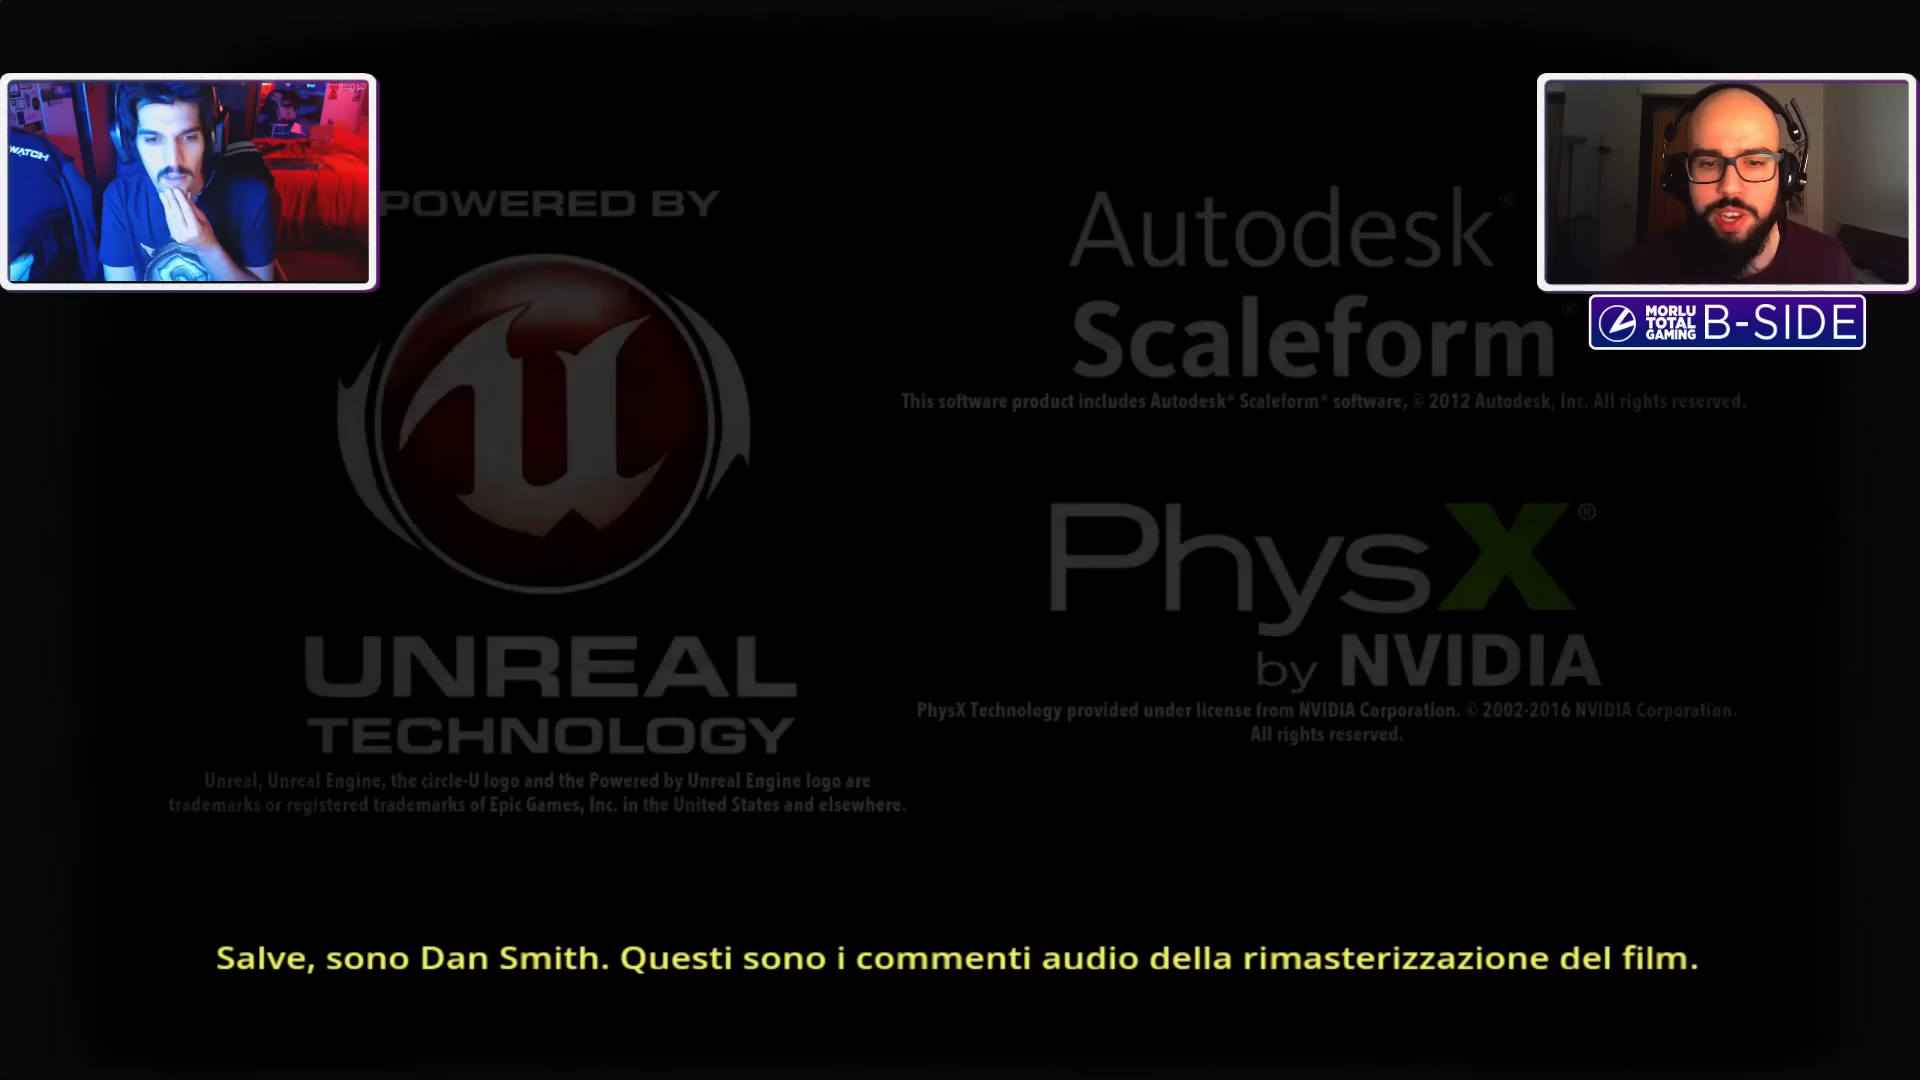 WATCH
skype
POWERED BY
UNREAL
TECHNOLOGY
Unreal, Unreal Engine, the circle-U logo and the Powered by Unreal Engine logo are
trademarks or registered trademarks of Epic Games, Inc. in the United States and elsewhere.
Autodesk®
Scaleform®
This software product includes Autodesk® Scaleform® software, © 2012 Autodesk, Inc. All rights reserved.
MORLU
TOTAL
GAMING
B-SIDE
PhysX®
by NVIDIA
PhysX Technology provided under license from NVIDIA Corporation. © 2002-2016 NVIDIA Corporation.
All rights reserved.
Salve, sono Dan Smith. Questi sono i commenti audio della rimasterizzazione del film.